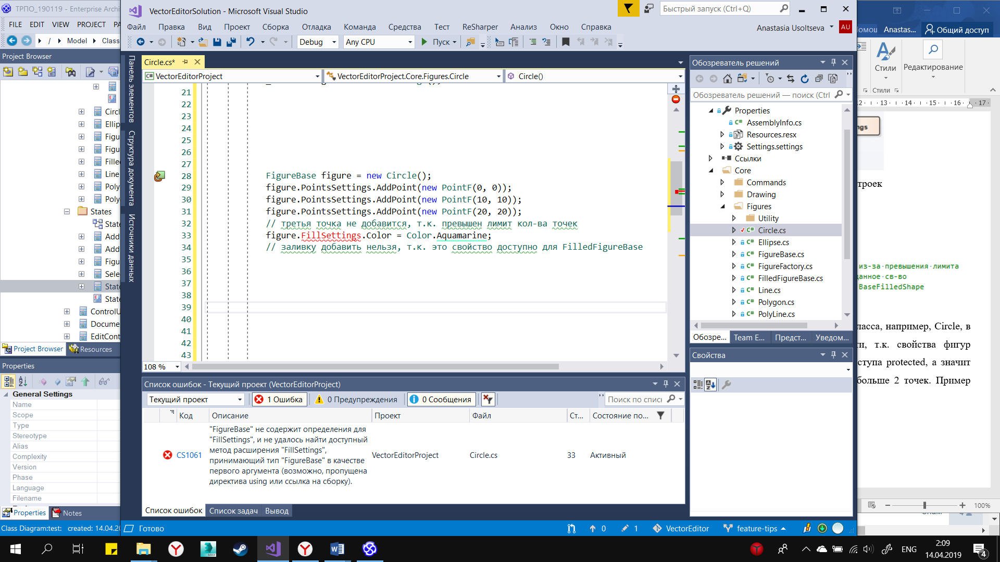 ТРПО_190119 - Enterprise Archi
FILE EDIT VIEW PROJECT PA
/ Model Class
Project Browser
Circl
Ellip
Figu
Figu
Filled
Line
Poly
Poly
States
State
Add
Add
Figu
Sele
State
State
ControlU
Docume
EditCont
Project Browser Resources
Properties
General Settings
Name
Scope
Type
Stereotype
Alias
Complexity
Version
Phase
Language
Filename
Properties Notes
Class Diagram:test: created: 14.04.20
VectorEditorSolution - Microsoft Visual Studio
Быстрый запуск (Ctrl+Q)
Файл Правка Вид Проект Сборка Отладка Команда Средства Тест ReSharper Анализ Окно Справка
Anastasia Usoltseva AU
Debug Any CPU Пуск
Панель элементов
Структура документа
Источники данных
Circle.cs*
VectorEditorProject VectorEditorProject.Core.Figures.Circle Circle()
21
22
23
24
25
26
27
28 FigureBase figure = new Circle();
29 figure.PointsSettings.AddPoint(new PointF(0, 0));
30 figure.PointsSettings.AddPoint(new PointF(10, 10));
31 figure.PointsSettings.AddPoint(new PointF(20, 20));
32 // третья точка не добавится, т.к. превышен лимит кол-ва точек
33 figure.FillSettings.Color = Color.Aquamarine;
34 // заливку добавить нельзя, т.к. это свойство доступно для FilledFigureBase
35
36
37
38
39
40
41
42
43
108 %
Список ошибок - Текущий проект (VectorEditorProject)
Текущий проект 1 Ошибка 0 Предупреждения 0 Сообщения Поиск по списк
Код Описание Проект Файл Ст... Состояние по...
"FigureBase" не содержит определения для
"FillSettings", и не удалось найти доступный
метод расширения "FillSettings",
CS1061 принимающий тип "FigureBase" в качестве VectorEditorProject Circle.cs 33 Активный
первого аргумента (возможно, пропущена
директива using или ссылка на сборку).
Список ошибок Список задач Вывод
Обозреватель решений
Обозреватель решений — поиск (Ctrl
Properties
AssemblyInfo.cs
Resources.resx
Settings.settings
Ссылки
Core
Commands
Drawing
Figures
Utility
Circle.cs
Ellipse.cs
FigureBase.cs
FigureFactory.cs
FilledFigureBase.cs
Line.cs
Polygon.cs
PolyLine.cs
Обозре... Team E... Предст... Уведом...
Свойства
Готово
0 1 VectorEditor feature-tips
Anastas... Общий доступ
Стили Редактирование
Стили
12 13 14 15 16 17
ngs
троек
из-за превышения лимита
данное св-во
BaseFilledShape
ласса, например, Circle, в
ти, т.к. свойства фигур
ступа protected, а значит
больше 2 точек. Пример
100%
ENG 2:09
14.04.2019
4